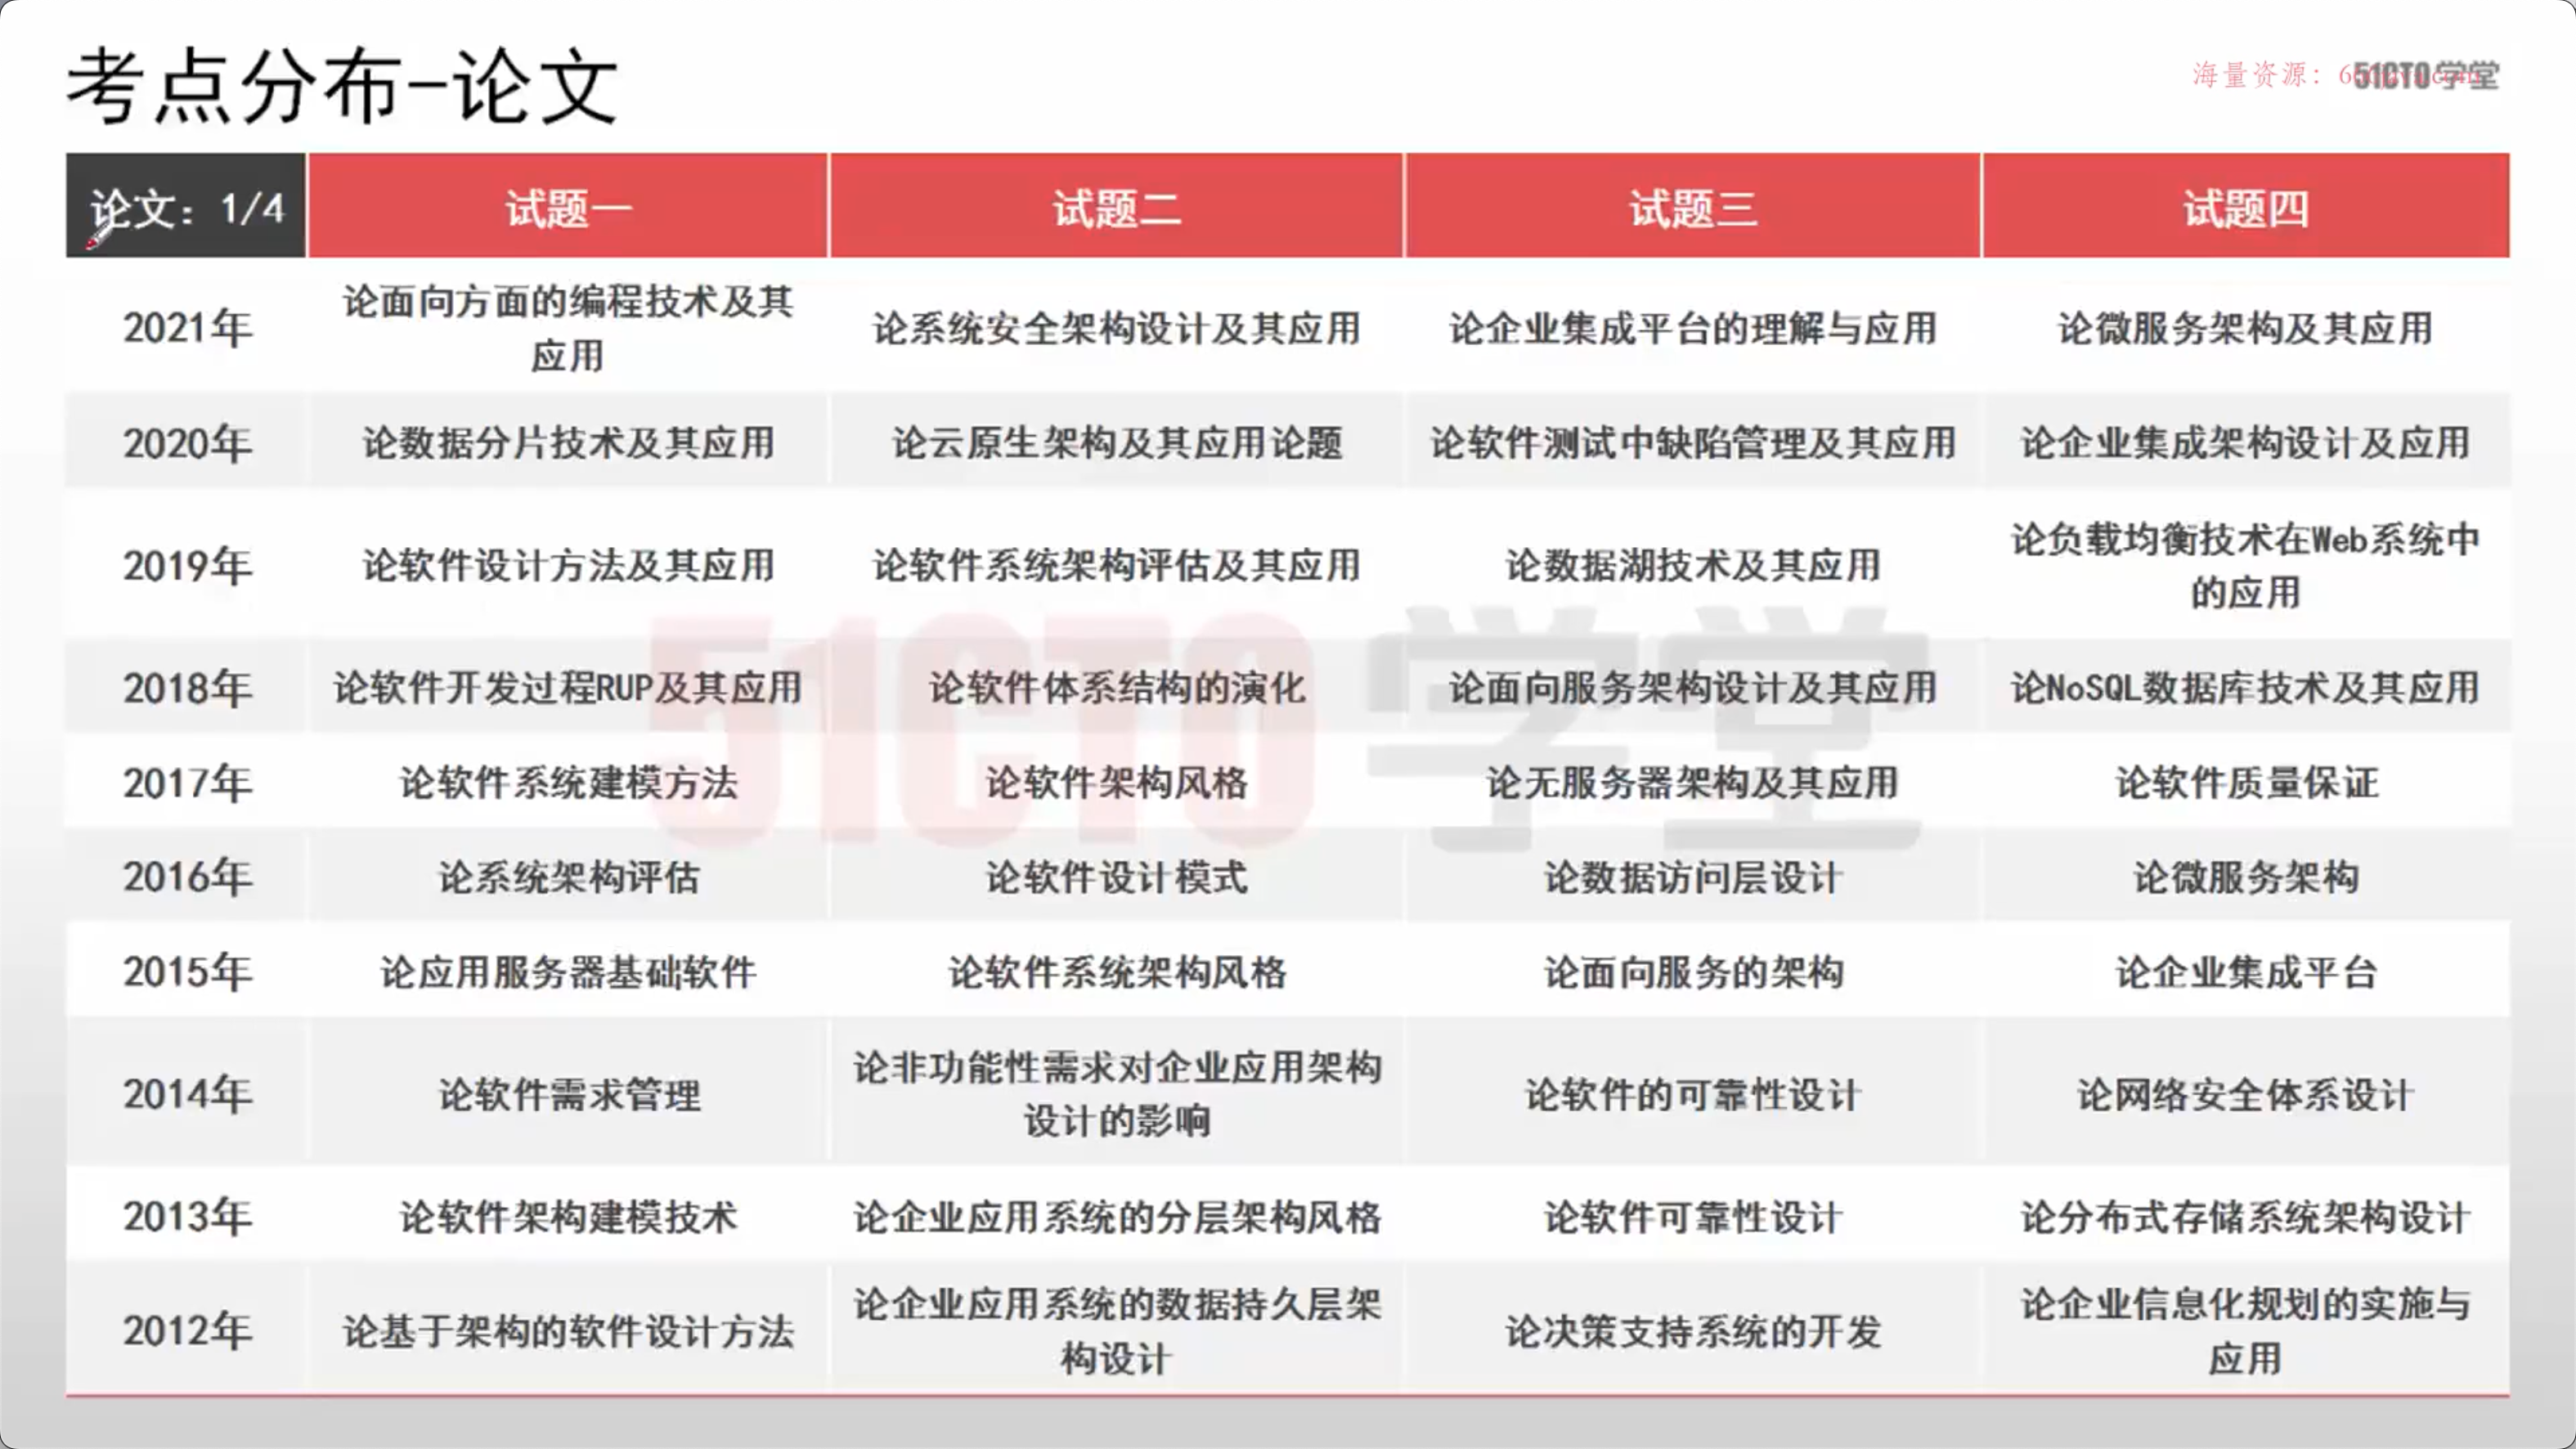 考点分布-论文
海量资源：
51CTO学堂
论文：1/4 试题一 试题二 试题三 试题四
论面向方面的编程技术及其
2021年 应用 论系统安全架构设计及其应用 论企业集成平台的理解与应用 论微服务架构及其应用
2020年 论数据分片技术及其应用 论云原生架构及其应用论题 论软件测试中缺陷管理及其应用 论企业集成架构设计及应用
2019年 论软件设计方法及其应用 论软件系统架构评估及其应用 论数据湖技术及其应用 论负载均衡技术在Web系统中
的应用
2018年 论软件开发过程RUP及其应用 论软件体系结构的演化 论面向服务架构设计及其应用 论NoSQL数据库技术及其应用
2017年 论软件系统建模方法 论软件架构风格 论无服务器架构及其应用 论软件质量保证
2016年 论系统架构评估 论软件设计模式 论数据访问层设计 论微服务架构
2015年 论应用服务器基础软件 论软件系统架构风格 论面向服务的架构 论企业集成平台
2014年 论软件需求管理 论非功能性需求对企业应用架构
设计的影响 论软件的可靠性设计 论网络安全体系设计
2013年 论软件架构建模技术 论企业应用系统的分层架构风格 论软件可靠性设计 论分布式存储系统架构设计
2012年 论基于架构的软件设计方法 论企业应用系统的数据持久层架
构设计 论决策支持系统的开发 论企业信息化规划的实施与
应用
51CTO学堂